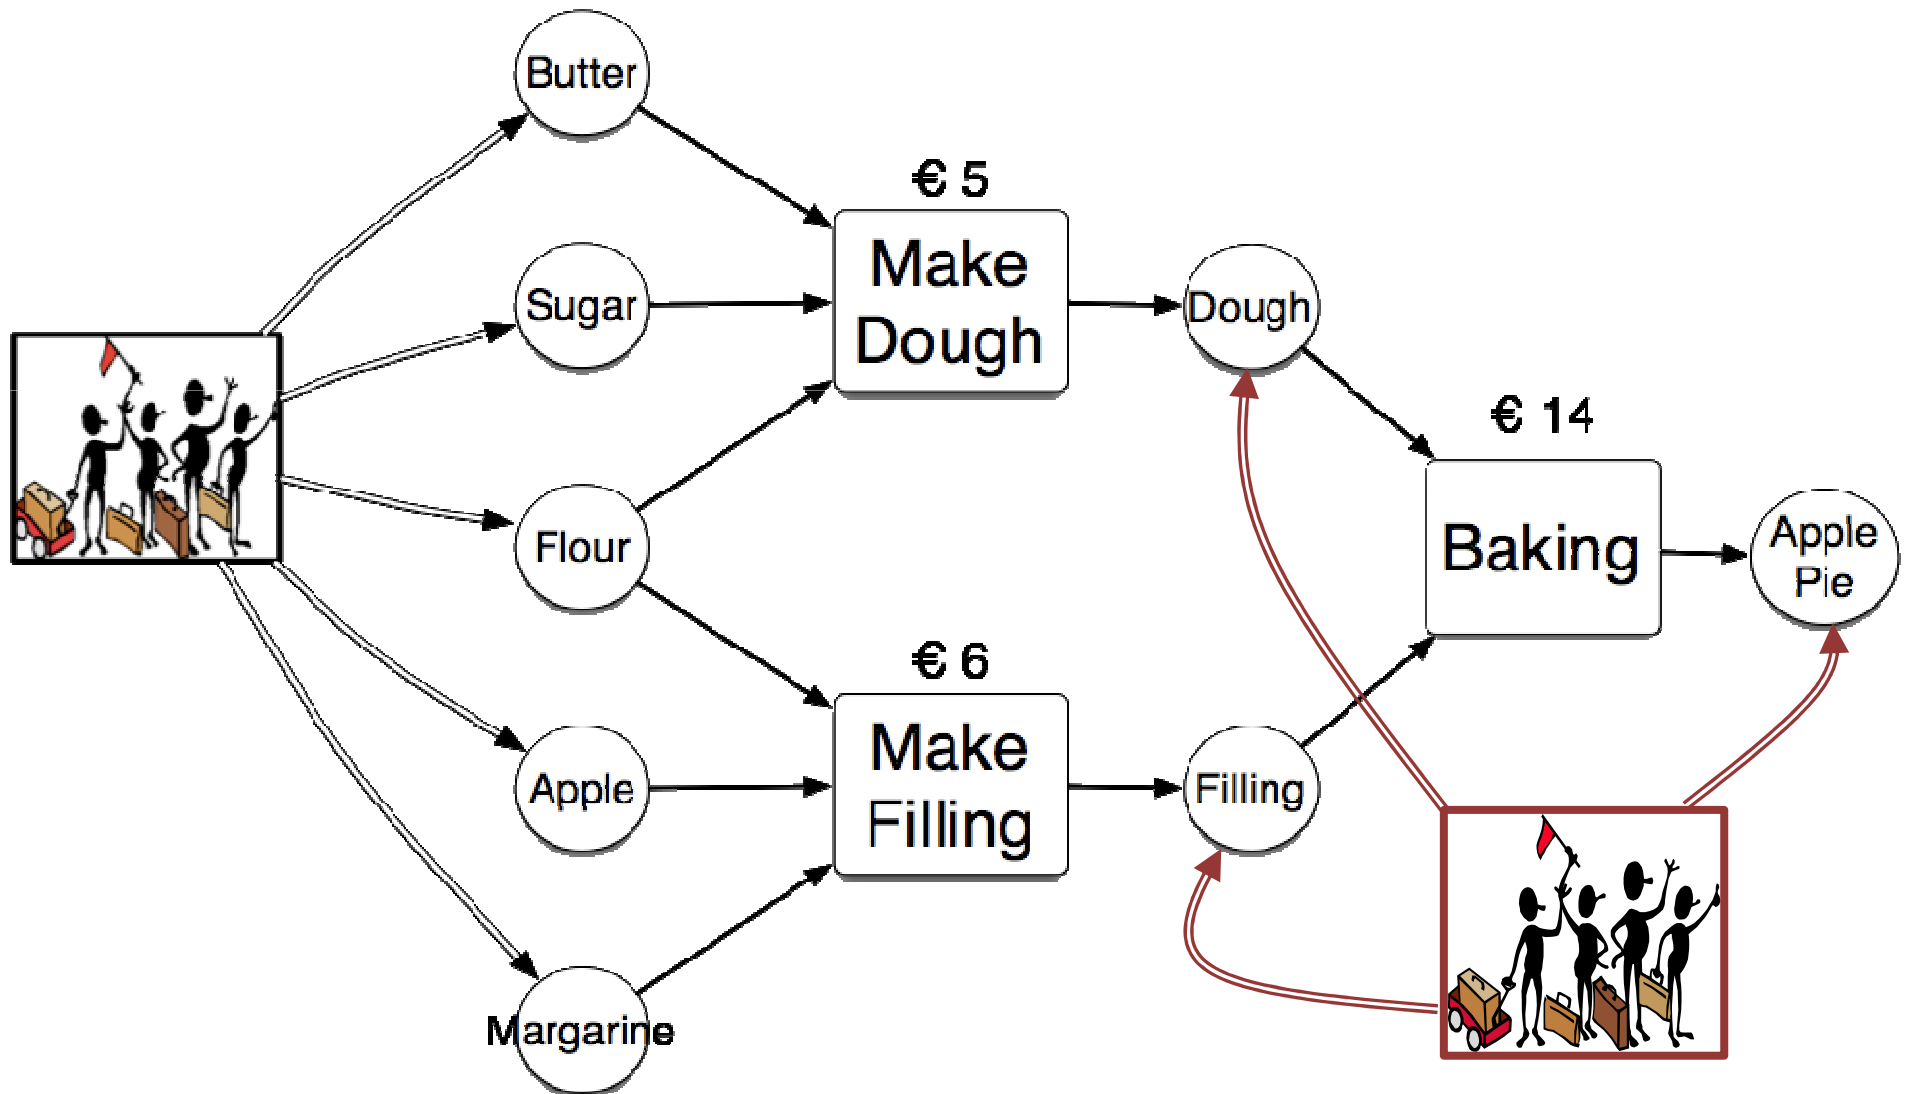 Butter
€ 5
Sugar
Make
Dough
Dough
€ 14
Flour
Baking
Apple
Pie
€ 6
Apple
Make
Filling
Filling
Margarine